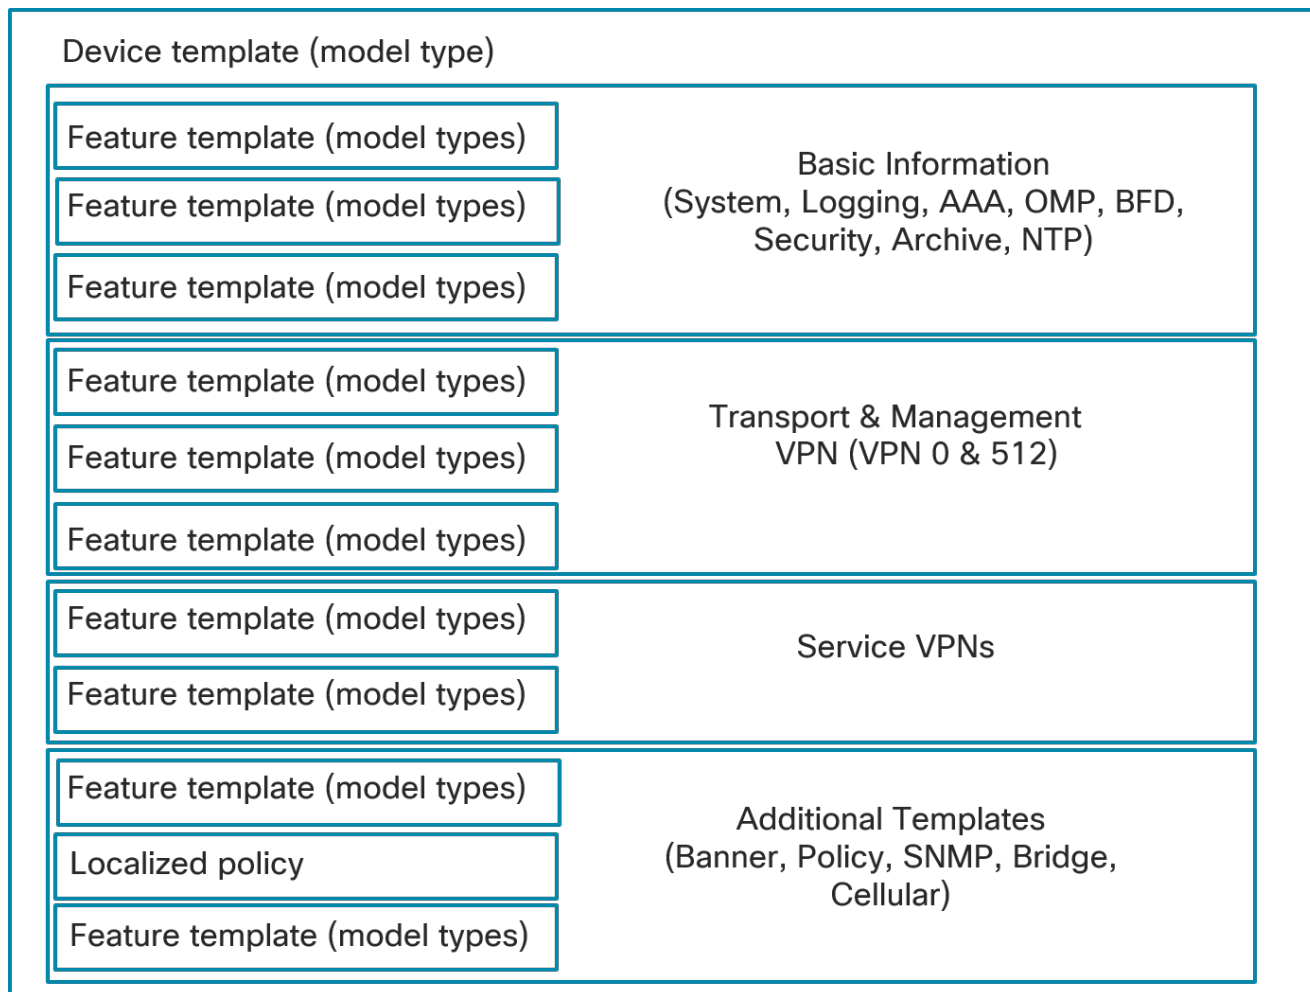 Device template (model type)
Feature template (model types)
Feature template (model types)
Feature template (model types)
Basic Information
(System, Logging, AAA, OMP, BFD,
Security, Archive, NTP)
Feature template (model types)
Feature template (model types)
Feature template (model types)
Transport & Management
VPN (VPN 0 & 512)
Feature template (model types)
Feature template (model types)
Service VPNs
Feature template (model types)
Localized policy
Feature template (model types)
Additional Templates
(Banner, Policy, SNMP, Bridge,
Cellular)